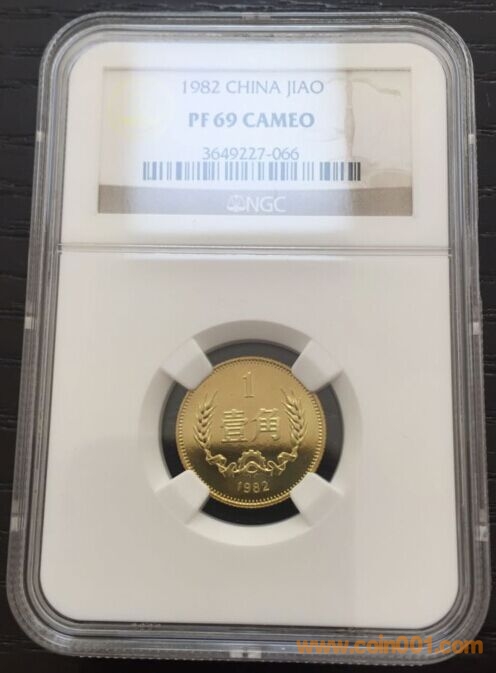 1982 CHINA JIAO
PF 69 CAMEO
3649227-066
NGC
1
壹角
1982
www.coin001.com